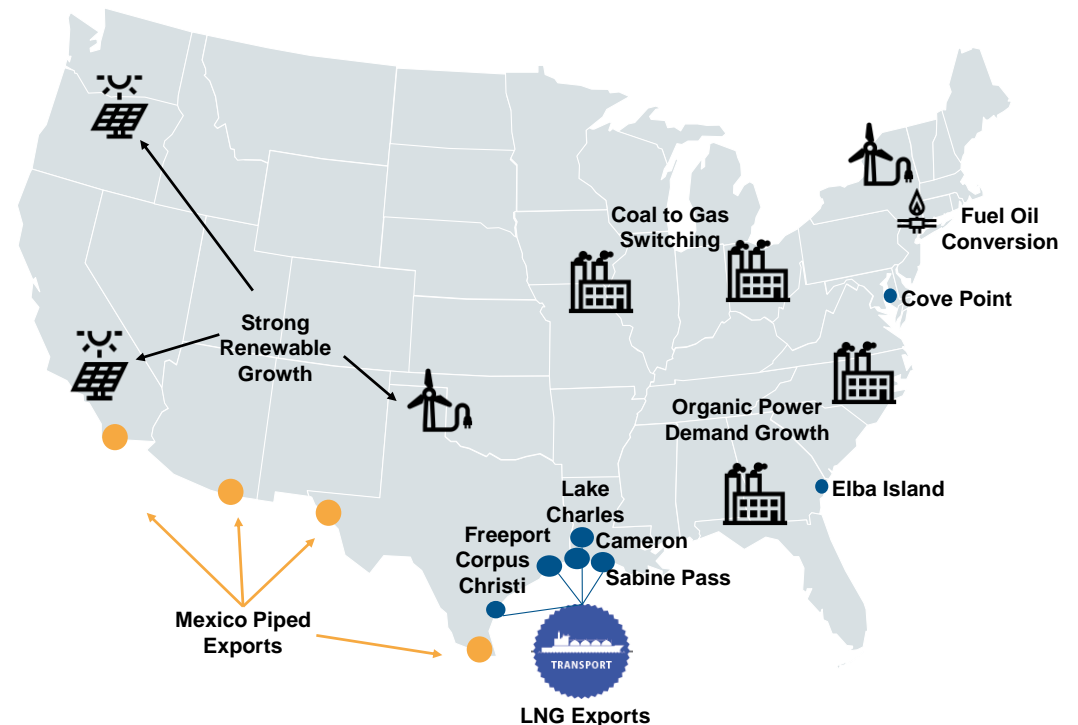 Coal to Gas
Switching
Fuel Oil
Conversion
Cove Point
Strong
Renewable
Growth
Organic Power
Demand Growth
Elba Island
Lake
Charles
Freeport
Cameron
Corpus
Christi
Sabine Pass
Mexico Piped
Exports
TRANSPORT
LNG Exports